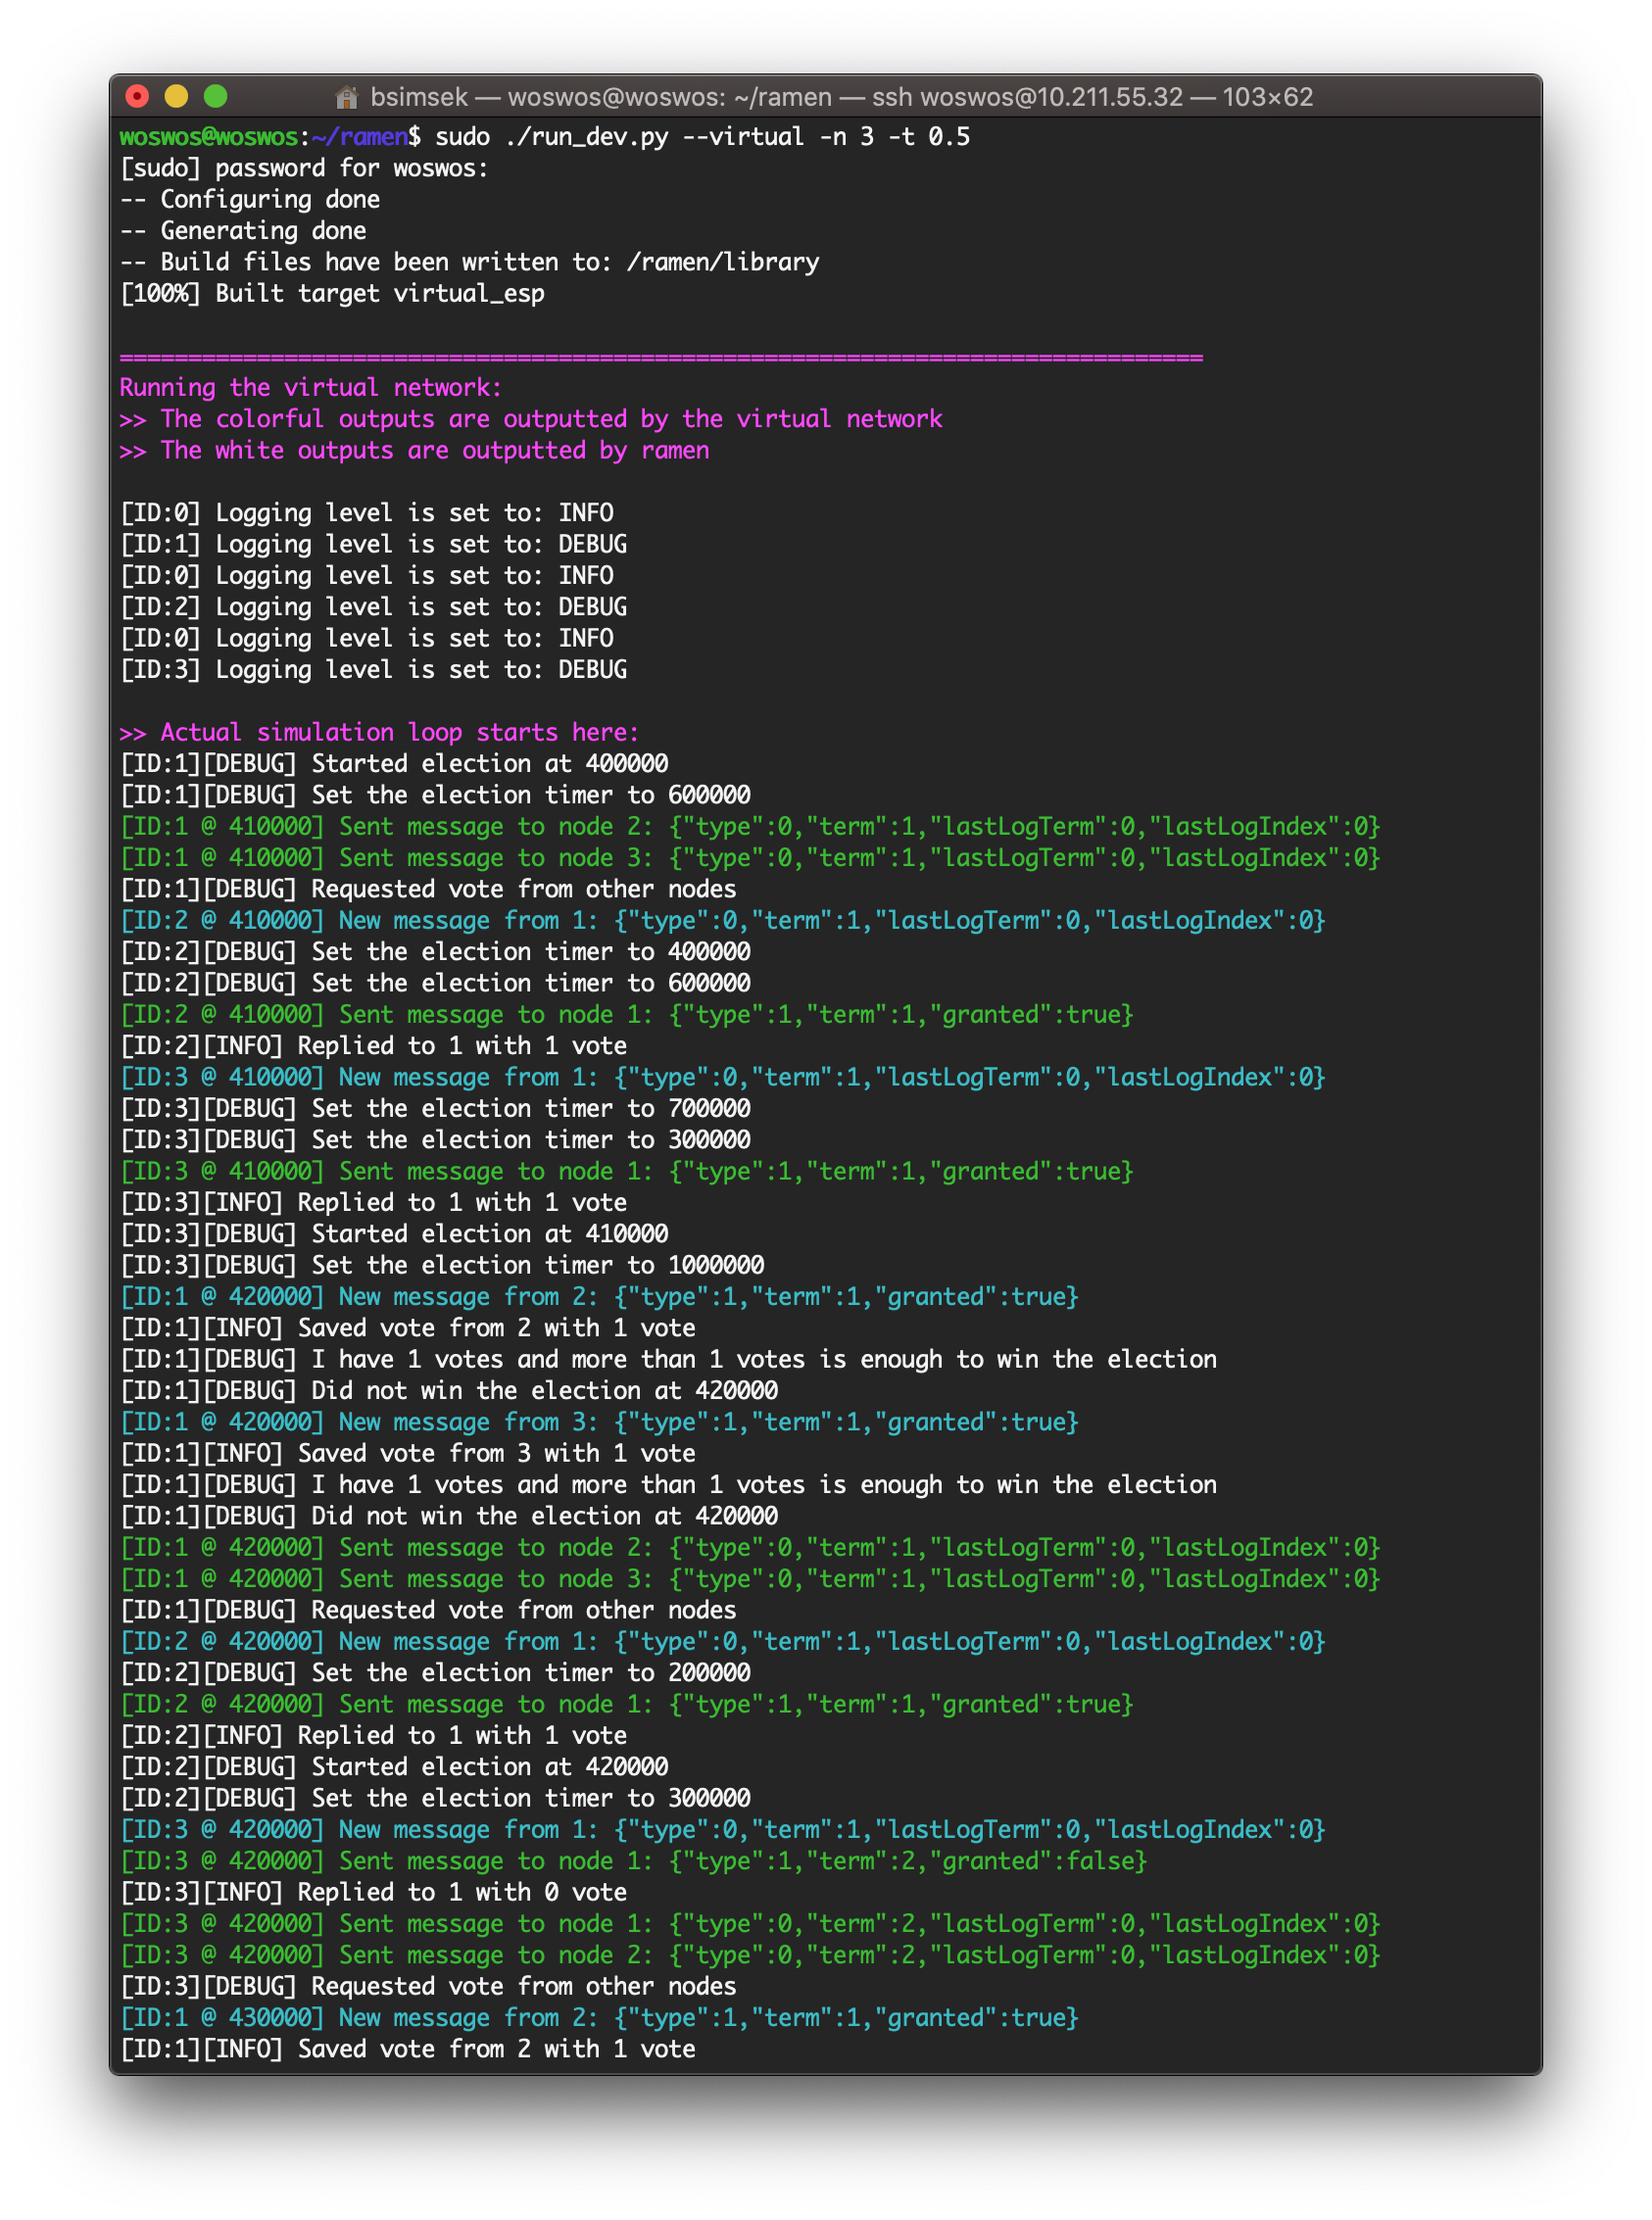 bsimsek — woswos@woswos: ~/ramen — ssh woswos@10.211.55.32 — 103×62
woswos@woswos:~/ramen$ sudo ./run_dev.py --virtual -n 3 -t 0.5
[sudo] password for woswos:
-- Configuring done
-- Generating done
-- Build files have been written to: /ramen/library
[100%] Built target virtual_esp
===============================================================================
Running the virtual network:
>> The colorful outputs are outputted by the virtual network
>> The white outputs are outputted by ramen
[ID:0] Logging level is set to: INFO
[ID:1] Logging level is set to: DEBUG
[ID:0] Logging level is set to: INFO
[ID:2] Logging level is set to: DEBUG
[ID:0] Logging level is set to: INFO
[ID:3] Logging level is set to: DEBUG
>> Actual simulation loop starts here:
[ID:1][DEBUG] Started election at 400000
[ID:1][DEBUG] Set the election timer to 600000
[ID:1 @ 410000] Sent message to node 2: {"type":0,"term":1,"lastLogTerm":0,"lastLogIndex":0}
[ID:1 @ 410000] Sent message to node 3: {"type":0,"term":1,"lastLogTerm":0,"lastLogIndex":0}
[ID:1][DEBUG] Requested vote from other nodes
[ID:2 @ 410000] New message from 1: {"type":0,"term":1,"lastLogTerm":0,"lastLogIndex":0}
[ID:2][DEBUG] Set the election timer to 400000
[ID:2][DEBUG] Set the election timer to 600000
[ID:2 @ 410000] Sent message to node 1: {"type":1,"term":1,"granted":true}
[ID:2][INFO] Replied to 1 with 1 vote
[ID:3 @ 410000] New message from 1: {"type":0,"term":1,"lastLogTerm":0,"lastLogIndex":0}
[ID:3][DEBUG] Set the election timer to 700000
[ID:3][DEBUG] Set the election timer to 300000
[ID:3 @ 410000] Sent message to node 1: {"type":1,"term":1,"granted":true}
[ID:3][INFO] Replied to 1 with 1 vote
[ID:3][DEBUG] Started election at 410000
[ID:3][DEBUG] Set the election timer to 1000000
[ID:1 @ 420000] New message from 2: {"type":1,"term":1,"granted":true}
[ID:1][INFO] Saved vote from 2 with 1 vote
[ID:1][DEBUG] I have 1 votes and more than 1 votes is enough to win the election
[ID:1][DEBUG] Did not win the election at 420000
[ID:1 @ 420000] New message from 3: {"type":1,"term":1,"granted":true}
[ID:1][INFO] Saved vote from 3 with 1 vote
[ID:1][DEBUG] I have 1 votes and more than 1 votes is enough to win the election
[ID:1][DEBUG] Did not win the election at 420000
[ID:1 @ 420000] Sent message to node 2: {"type":0,"term":1,"lastLogTerm":0,"lastLogIndex":0}
[ID:1 @ 420000] Sent message to node 3: {"type":0,"term":1,"lastLogTerm":0,"lastLogIndex":0}
[ID:1][DEBUG] Requested vote from other nodes
[ID:2 @ 420000] New message from 1: {"type":0,"term":1,"lastLogTerm":0,"lastLogIndex":0}
[ID:2][DEBUG] Set the election timer to 200000
[ID:2 @ 420000] Sent message to node 1: {"type":1,"term":1,"granted":true}
[ID:2][INFO] Replied to 1 with 1 vote
[ID:2][DEBUG] Started election at 420000
[ID:2][DEBUG] Set the election timer to 300000
[ID:3 @ 420000] New message from 1: {"type":0,"term":1,"lastLogTerm":0,"lastLogIndex":0}
[ID:3 @ 420000] Sent message to node 1: {"type":1,"term":2,"granted":false}
[ID:3][INFO] Replied to 1 with 0 vote
[ID:3 @ 420000] Sent message to node 1: {"type":0,"term":2,"lastLogTerm":0,"lastLogIndex":0}
[ID:3 @ 420000] Sent message to node 2: {"type":0,"term":2,"lastLogTerm":0,"lastLogIndex":0}
[ID:3][DEBUG] Requested vote from other nodes
[ID:1 @ 430000] New message from 2: {"type":1,"term":1,"granted":true}
[ID:1][INFO] Saved vote from 2 with 1 vote